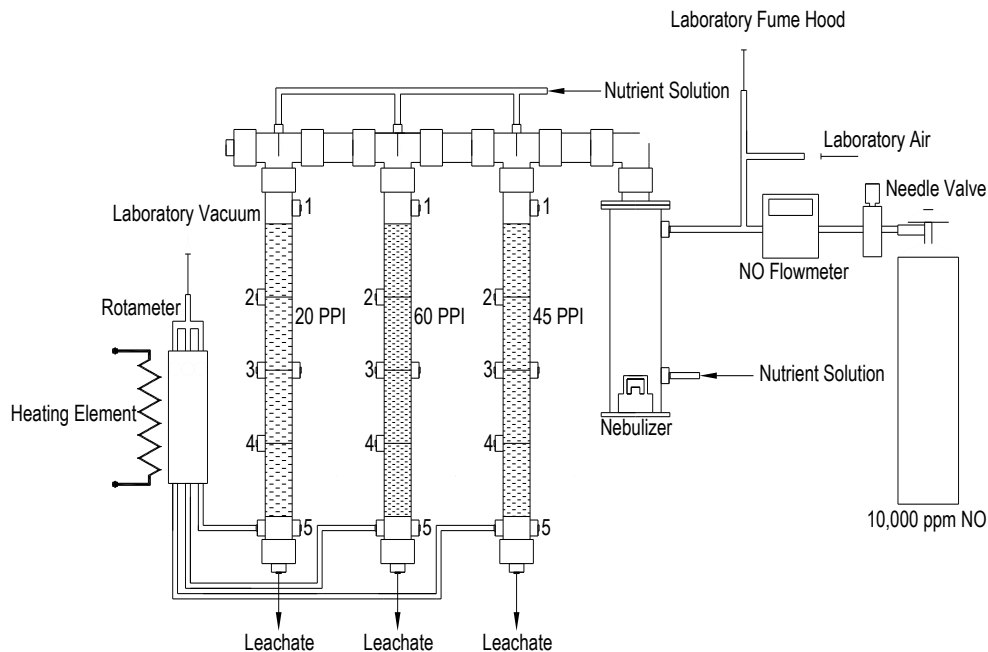 Laboratory Fume Hood
Nutrient Solution
Laboratory Air
Needle Valve
Laboratory Vacuum
1
1
1
NO Flowmeter
2
2
2
Rotameter
20 PPI
60 PPI
45 PPI
3
3
3
Nutrient Solution
Heating Element
Nebulizer
4
4
4
10,000 ppm NO
5
5
5
Leachate
Leachate
Leachate